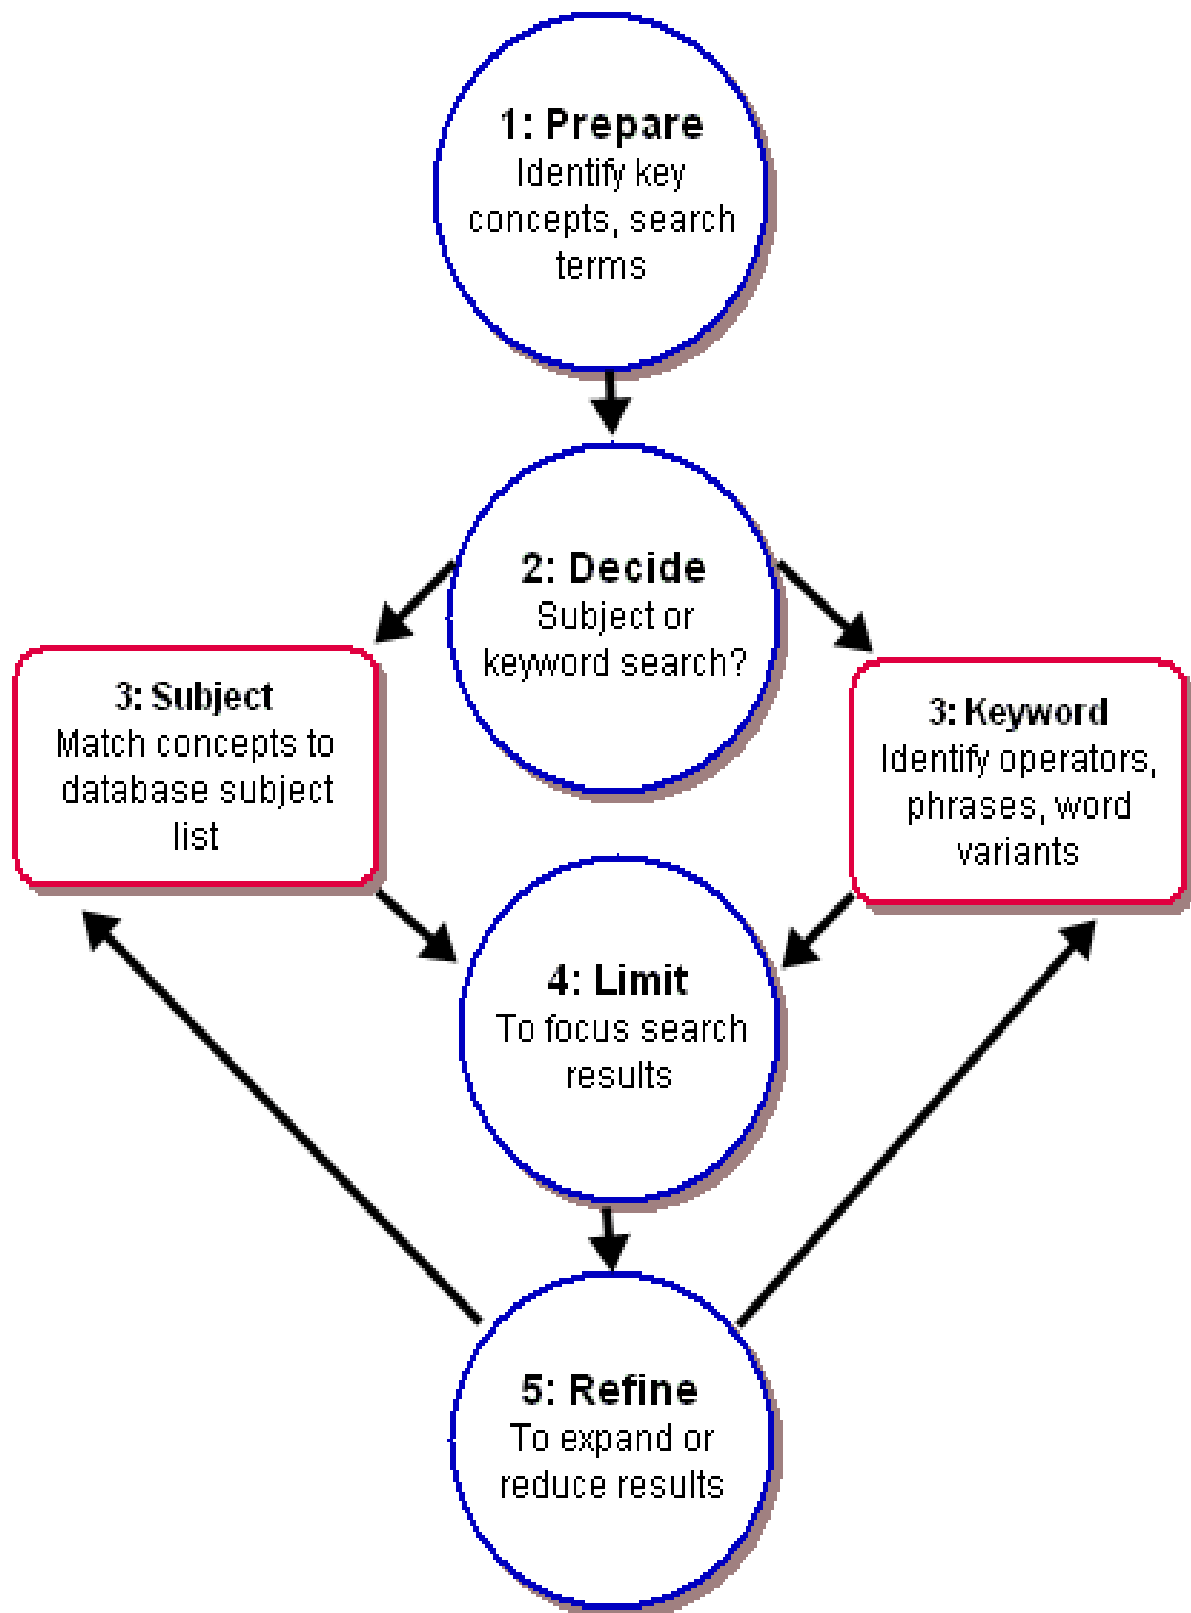 1: Prepare
Identify key
concepts, search
terms
2: Decide
Subject or
keyword search?
3: Subject
Match concepts to
database subject
list
3: Keyword
Identify operators,
phrases, word
variants
4: Limit
To focus search
results
5: Refine
To expand or
reduce results